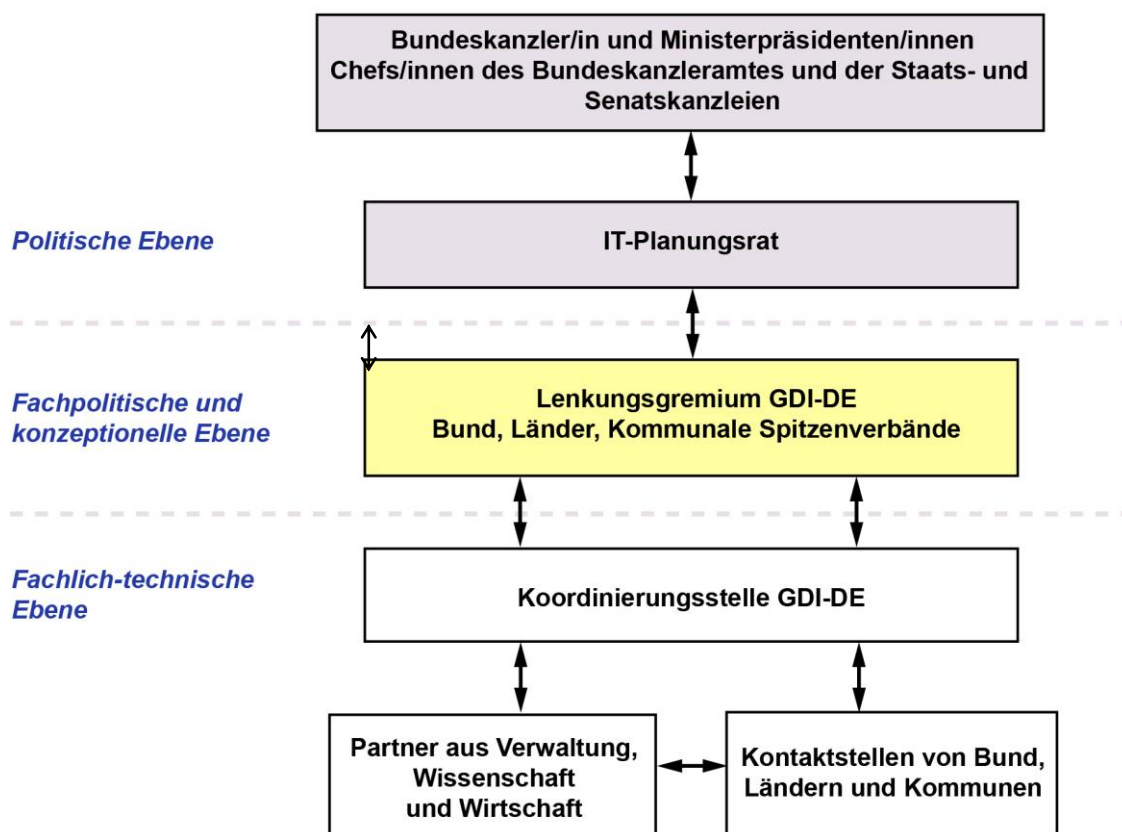 Bundeskanzler/in und Ministerpräsidenten/innen
Chefs/innen des Bundeskanzleramtes und der Staats- und
Senatskanzleien
Politische Ebene
IT-Planungsrat
Fachpolitische und
konzeptionelle Ebene
Lenkungsgremium GDI-DE
Bund, Länder, Kommunale Spitzenverbände
Fachlich-technische
Ebene
Koordinierungsstelle GDI-DE
Partner aus Verwaltung,
Wissenschaft
und Wirtschaft
Kontaktstellen von Bund,
Ländern und Kommunen